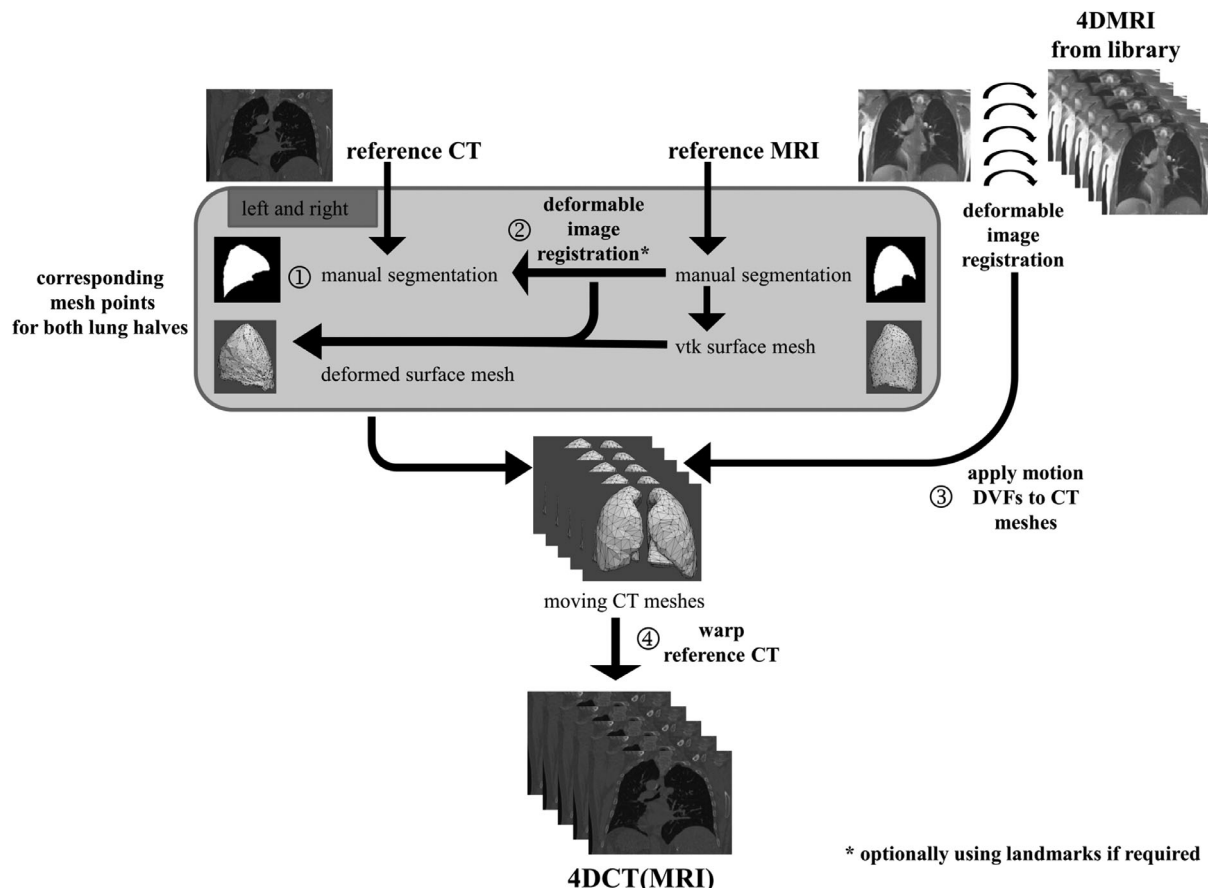 4DMRI
from library
reference CT
reference MRI
left and right
② deformable
image
registration*
deformable
image
registration
① manual segmentation
manual segmentation
corresponding
mesh points
for both lung halves
vtk surface mesh
deformed surface mesh
③ apply motion
DVFs to CT
meshes
moving CT meshes
④ warp
reference CT
4DCT(MRI)
* optionally using landmarks if required